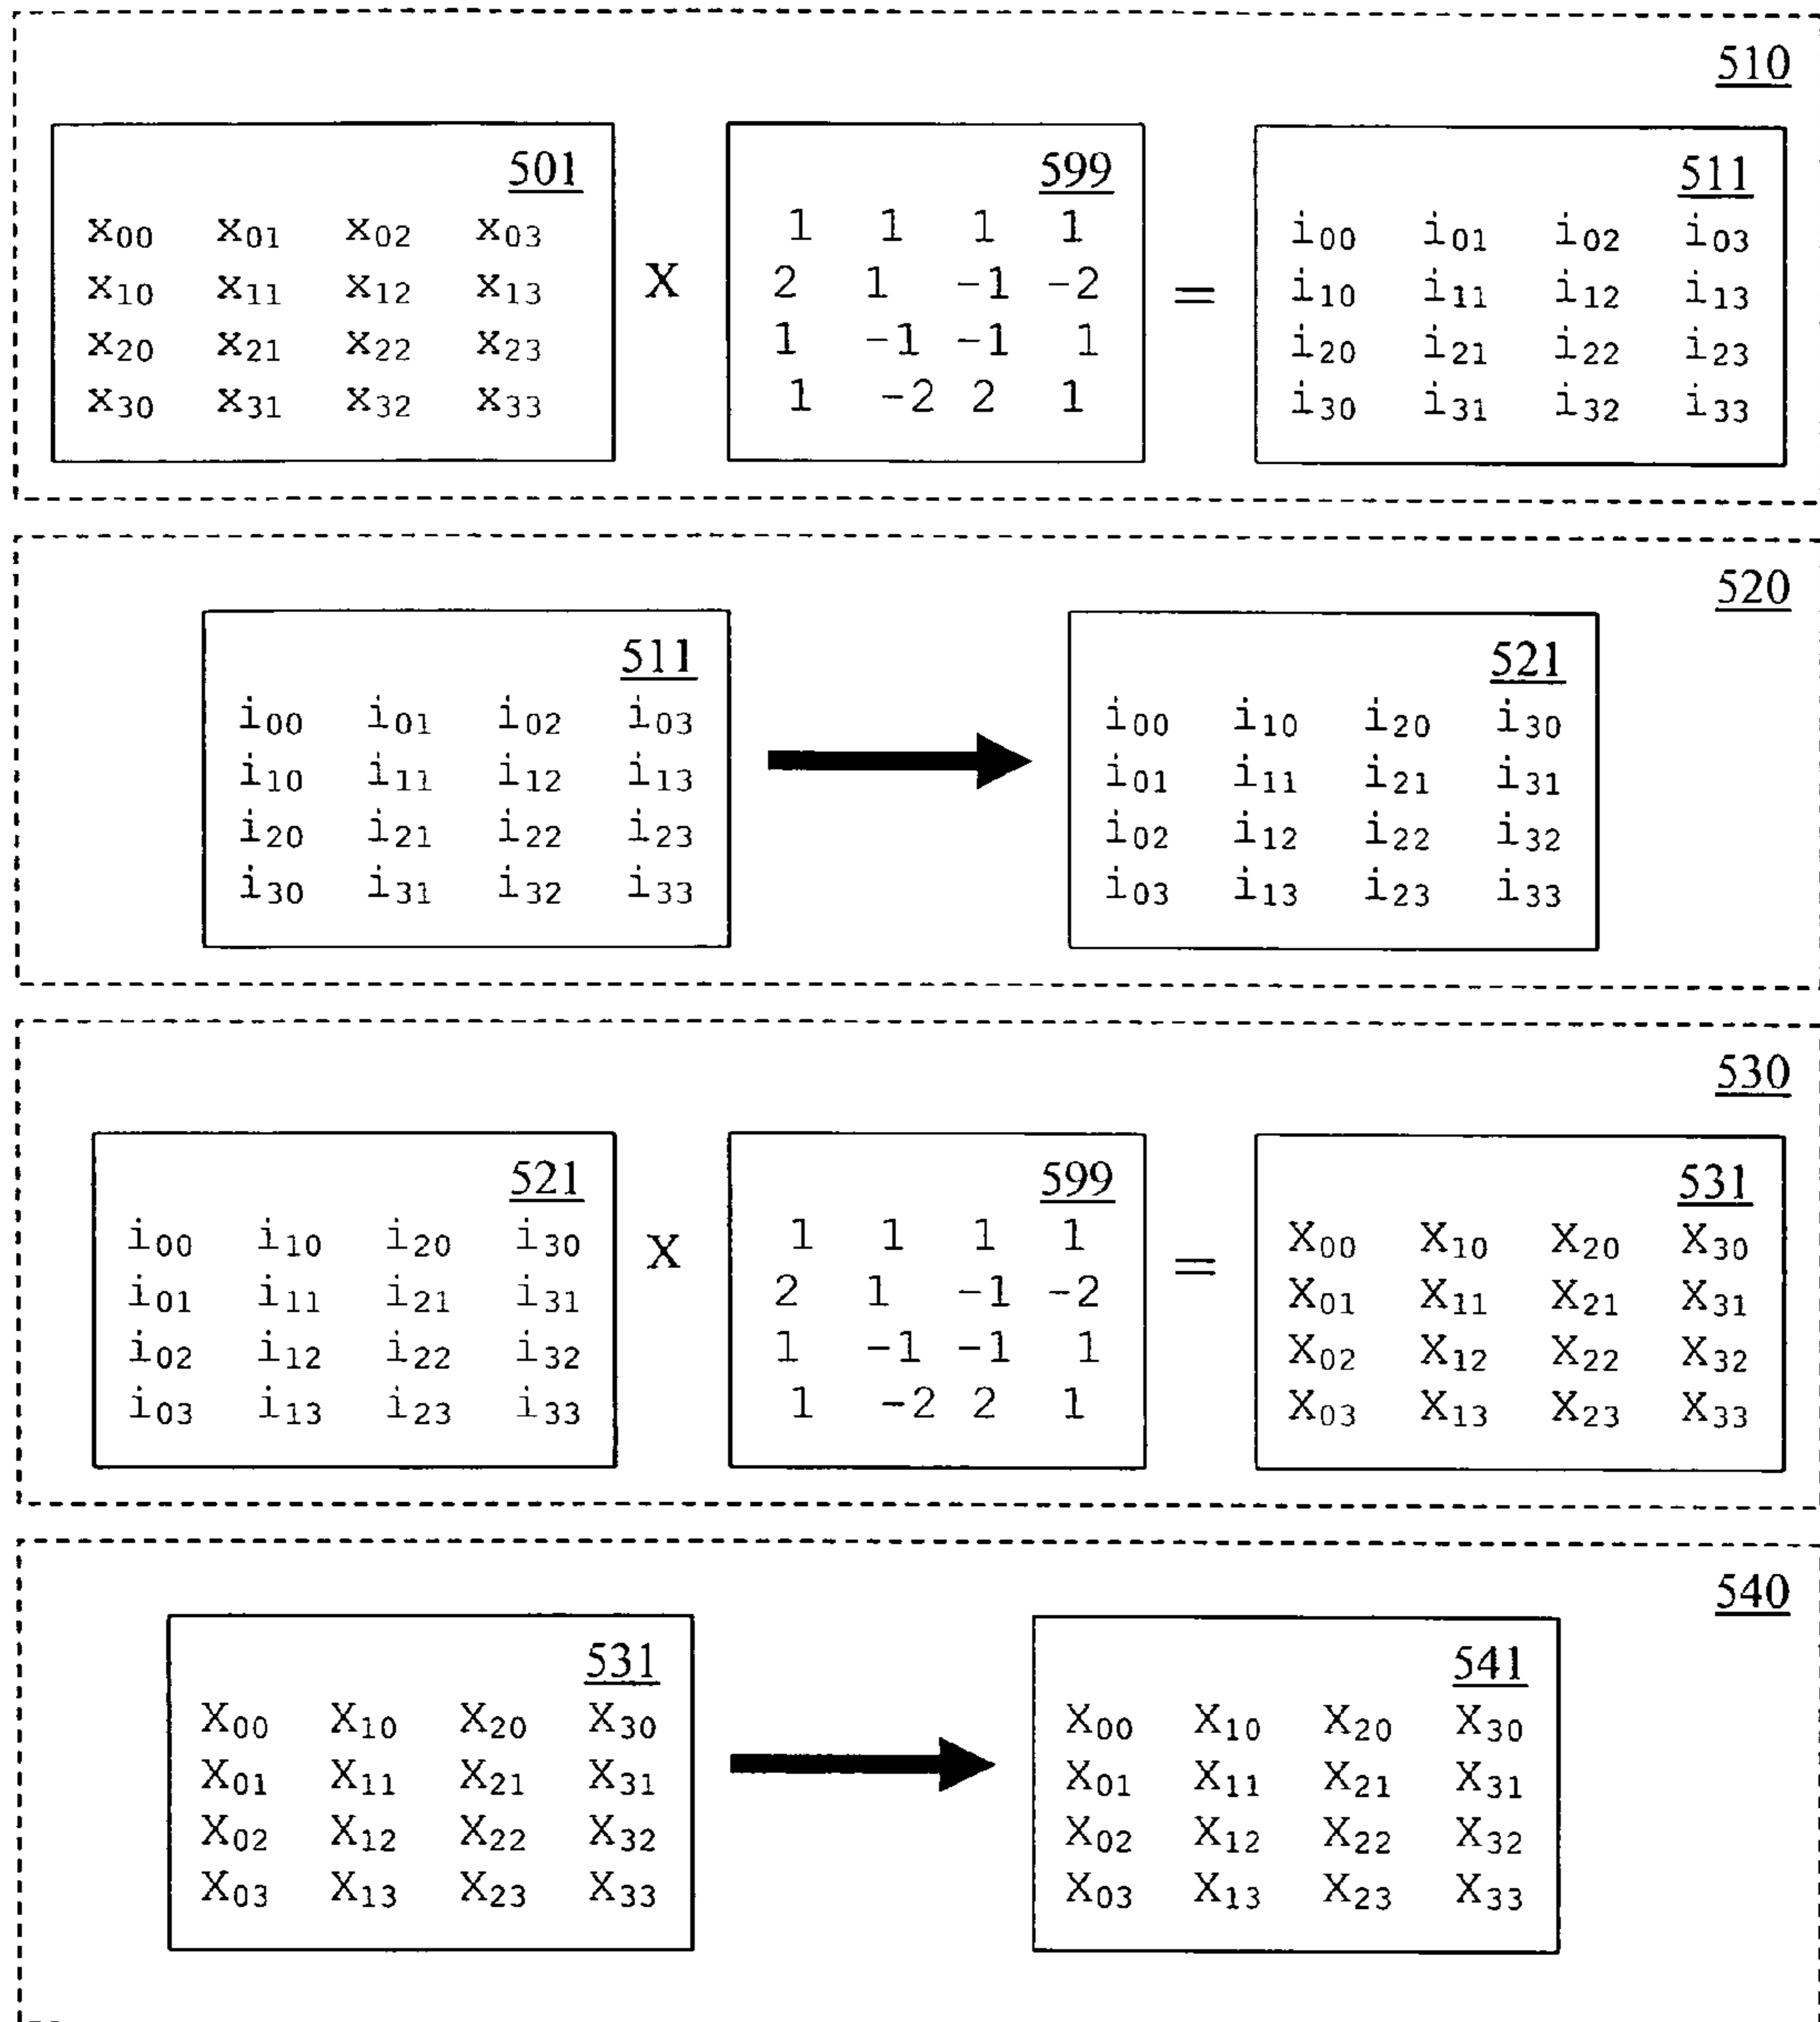 510
501 599 511
x00 x01 x02 x03 1 1 1 1 i00 i01 i02 i03
x10 x11 x12 x13 X 2 1 -1 -2 = i10 i11 i12 i13
x20 x21 x22 x23 1 -1 -1 1 i20 i21 i22 i23
x30 x31 x32 x33 1 -2 2 1 i30 i31 i32 i33
520
511 521
i00 i01 i02 i03 i00 i10 i20 i30
i10 i11 i12 i13 i01 i11 i21 i31
i20 i21 i22 i23 i02 i12 i22 i32
i30 i31 i32 i33 i03 i13 i23 i33
530
521 599 531
i00 i10 i20 i30 X 1 1 1 1 = X00 X10 X20 X30
i01 i11 i21 i31 2 1 -1 -2 X01 X11 X21 X31
i02 i12 i22 i32 1 -1 -1 1 X02 X12 X22 X32
i03 i13 i23 i33 1 -2 2 1 X03 X13 X23 X33
540
531 541
X00 X10 X20 X30 X00 X10 X20 X30
X01 X11 X21 X31 X01 X11 X21 X31
X02 X12 X22 X32 X02 X12 X22 X32
X03 X13 X23 X33 X03 X13 X23 X33